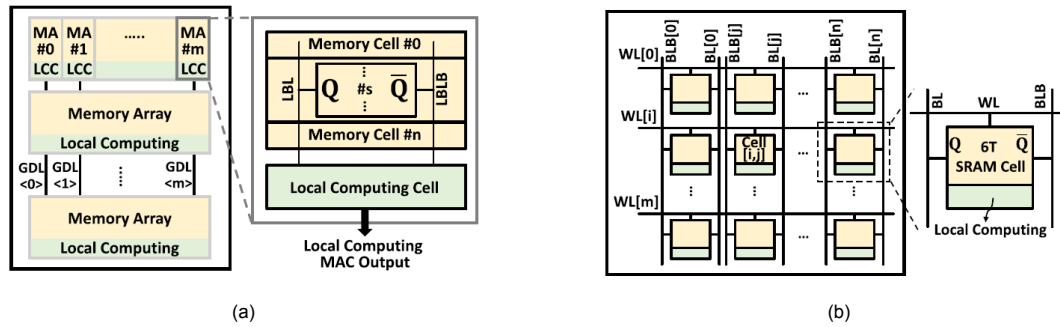 MA #0 LCC
MA #1 LCC
.....
MA #m LCC
Memory Array
Local Computing
GDL <0>
GDL <1>
GDL <m>
Memory Array
Local Computing
Memory Cell #0
LBL
Q
#s
Q̅
LBLB
Memory Cell #n
Local Computing Cell
Local Computing
MAC Output
(a)
BLB[0]
BL[0]
BLB[j]
BL[j]
BLB[n]
BL[n]
WL[0]
...
WL[i]
Cell
[i,j]
...
WL[m]
...
BL
WL
BLB
Q 6T Q̅
SRAM Cell
Local Computing
(b)